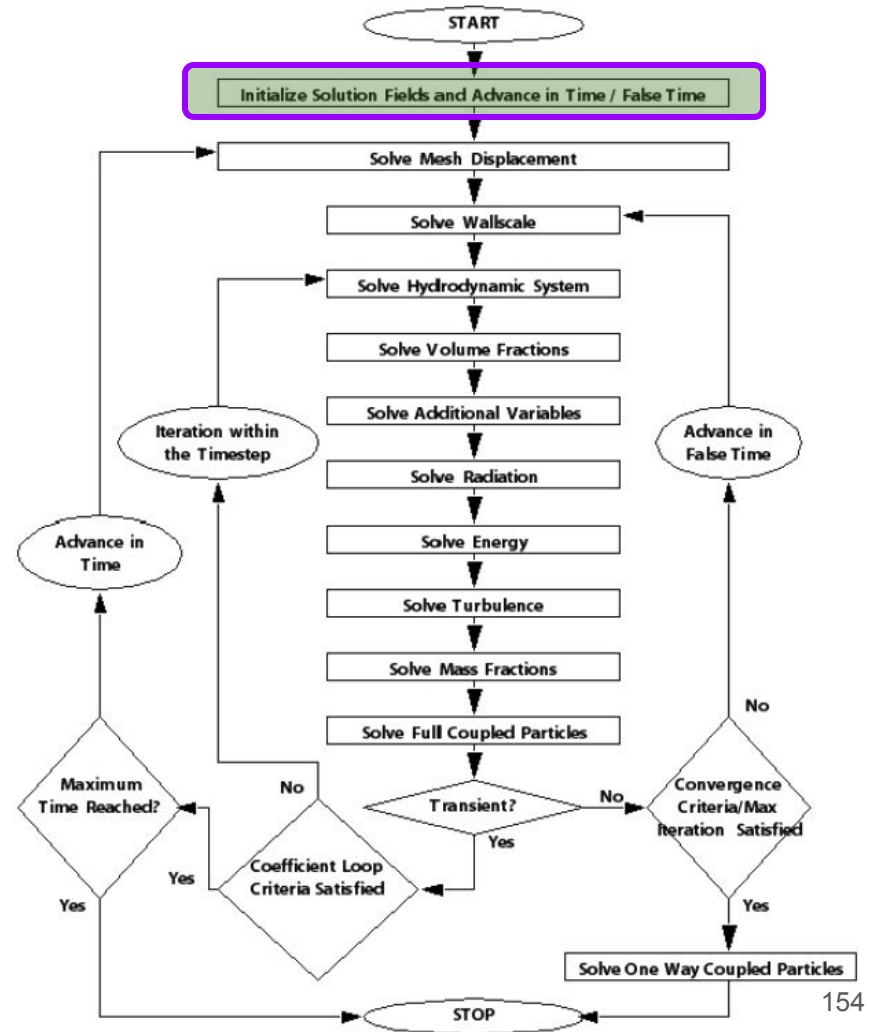 START
Initialize Solution Fields and Advance in Time / False Time
Solve Mesh Displacement
Solve Wallscale
Solve Hydrodynamic System
Solve Volume Fractions
Solve Additional Variables
Iteration within
the Timestep
Advance in
False Time
Solve Radiation
Solve Energy
Advance in
Time
Solve Turbulence
Solve Mass Fractions
Solve Full Coupled Particles
No
Maximum
Time Reached?
No
Transient?
No
Convergence
Criteria/Max
Iteration Satisfied
Yes
Coefficient Loop
Criteria Satisfied
Yes
Yes
Yes
Solve One Way Coupled Particles
STOP
154